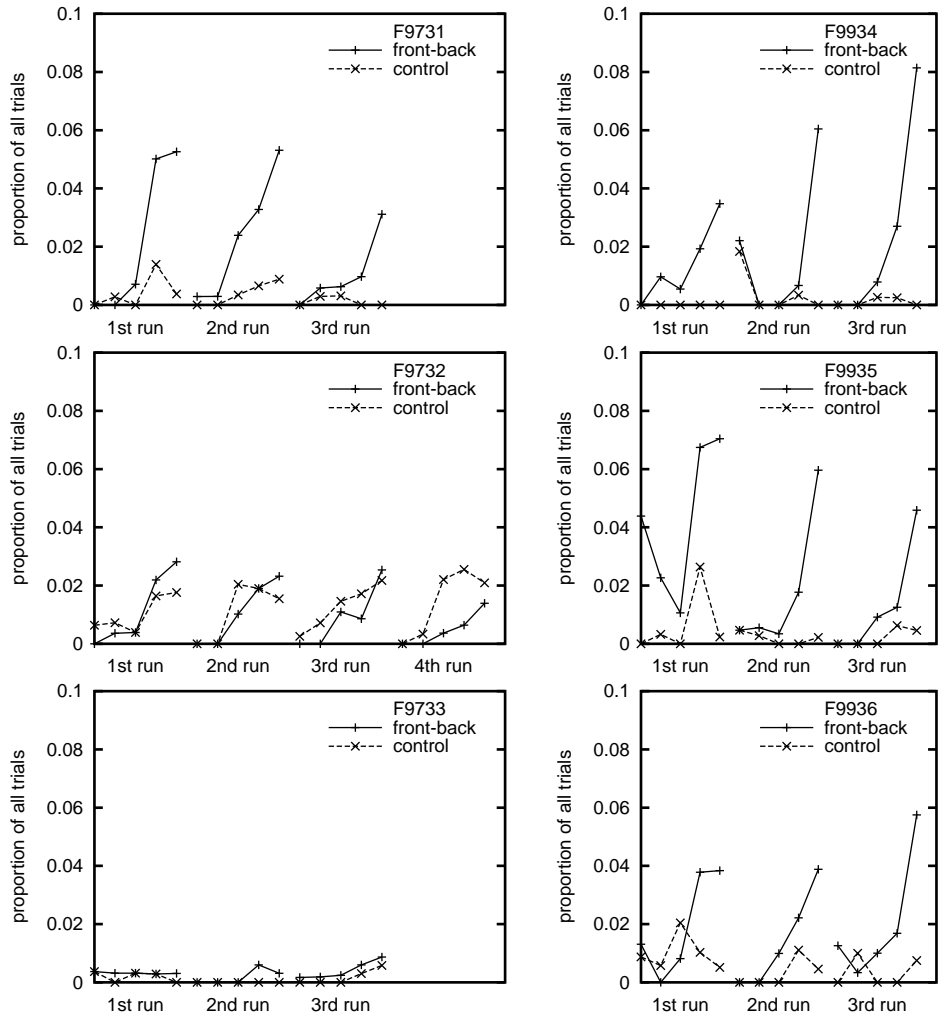 F9731
front-back
control
proportion of all trials
0.1
0.08
0.06
0.04
0.02
0
1st run
2nd run
3rd run
F9934
front-back
control
proportion of all trials
0.1
0.08
0.06
0.04
0.02
0
1st run
2nd run
3rd run
F9732
front-back
control
proportion of all trials
0.1
0.08
0.06
0.04
0.02
0
1st run
2nd run
3rd run
4th run
F9935
front-back
control
proportion of all trials
0.1
0.08
0.06
0.04
0.02
0
1st run
2nd run
3rd run
F9733
front-back
control
proportion of all trials
0.1
0.08
0.06
0.04
0.02
0
1st run
2nd run
3rd run
F9936
front-back
control
proportion of all trials
0.1
0.08
0.06
0.04
0.02
0
1st run
2nd run
3rd run